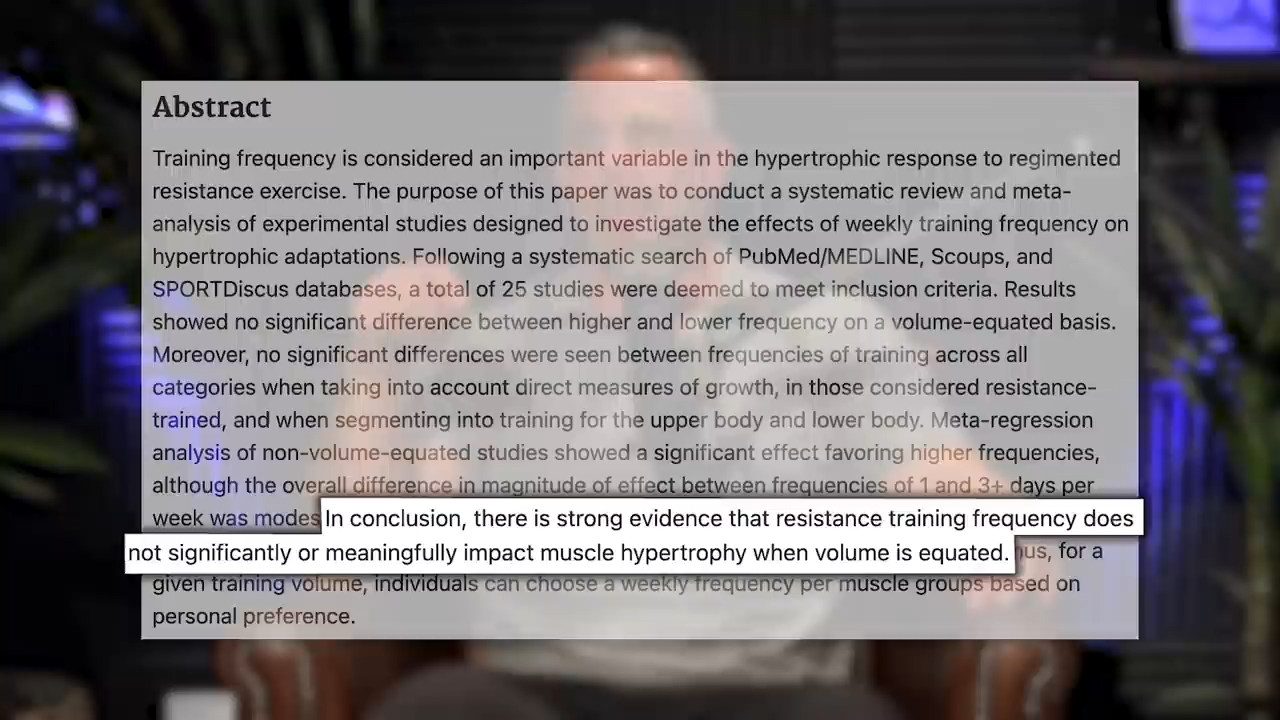 Abstract
Training frequency is considered an important variable in the hypertrophic response to regimented
resistance exercise. The purpose of this paper was to conduct a systematic review and meta-
analysis of experimental studies designed to investigate the effects of weekly training frequency on
hypertrophic adaptations. Following a systematic search of PubMed/MEDLINE, Scoups, and
SPORTDiscus databases, a total of 25 studies were deemed to meet inclusion criteria. Results
showed no significant difference between higher and lower frequency on a volume-equated basis.
Moreover, no significant differences were seen between frequencies of training across all
categories when taking into account direct measures of growth, in those considered resistance-
trained, and when segmenting into training for the upper body and lower body. Meta-regression
analysis of non-volume-equated studies showed a significant effect favoring higher frequencies,
although the overall difference in magnitude of effect between frequencies of 1 and 3+ days per
week was modes In conclusion, there is strong evidence that resistance training frequency does
not significantly or meaningfully impact muscle hypertrophy when volume is equated. us, for a
given training volume, individuals can choose a weekly frequency per muscle groups based on
personal preference.